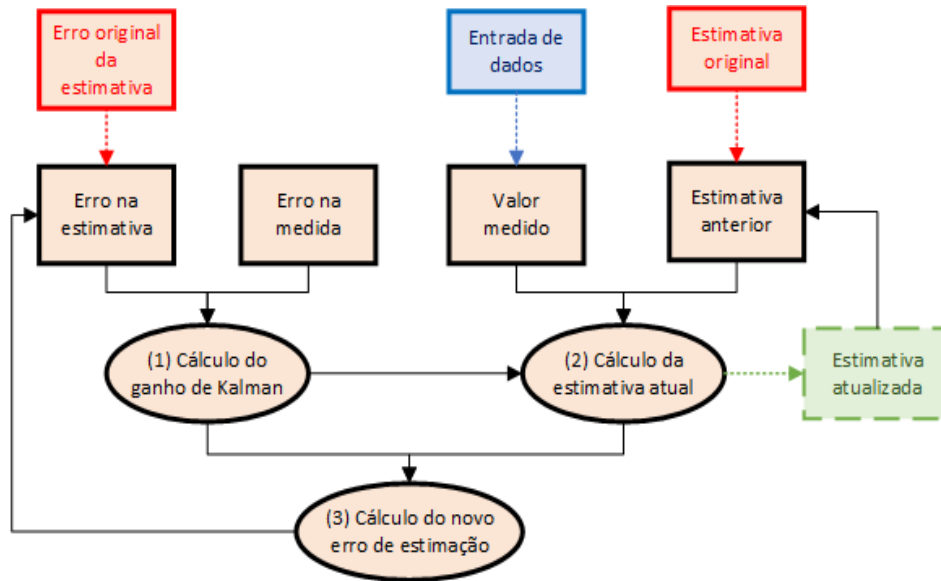 Erro original
da
estimativa
Entrada de
dados
Estimativa
original
Erro na
estimativa
Erro na
medida
Valor
medido
Estimativa
anterior
(1) Cálculo do
ganho de Kalman
(2) Cálculo da
estimativa atual
Estimativa
atualizada
(3) Cálculo do novo
erro de estimação